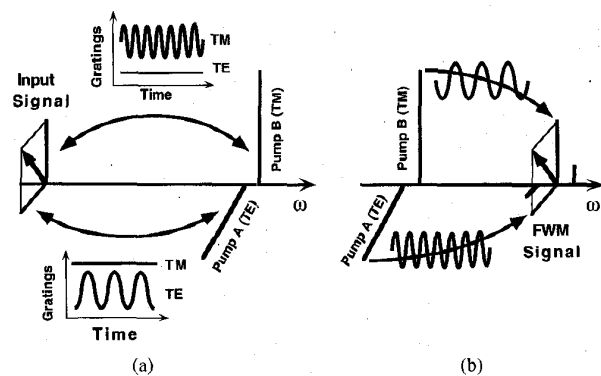 Gratings
TM
TE
Time
Input
Signal
Pump B (TM)
ω
Pump A (TE)
Gratings
TM
TE
Time
(a)
Pump B (TM)
ω
Pump A (TE)
FWM
Signal
(b)